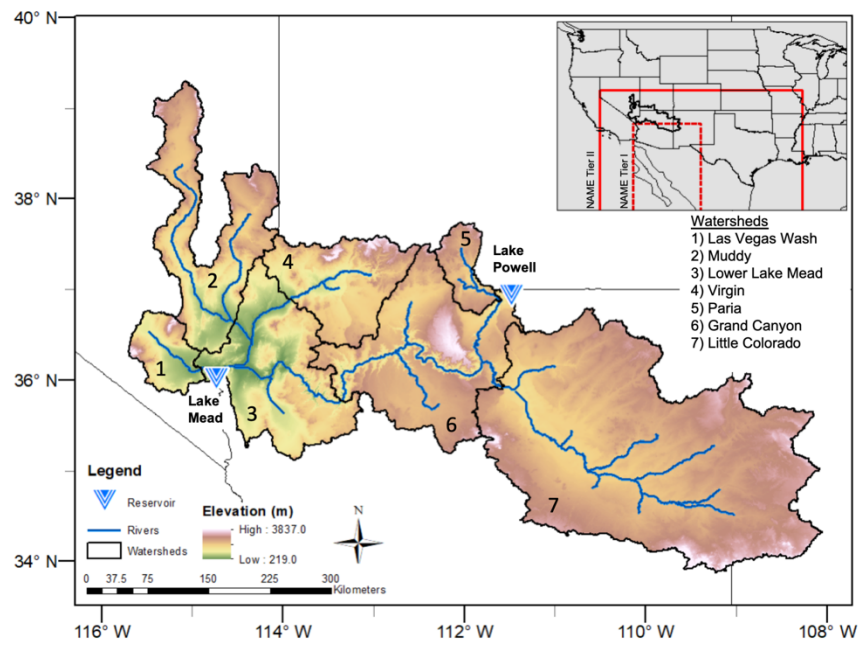 40° N
38° N
36° N
34° N
116° W
114° W
112° W
110° W
108° W
NAME Tier II
NAME Tier I
Watersheds
1) Las Vegas Wash
2) Muddy
3) Lower Lake Mead
4) Virgin
5) Paria
6) Grand Canyon
7) Little Colorado
5
Lake
Powell
4
2
1
Lake
Mead
3
6
7
Legend
Reservoir
Rivers
Watersheds
Elevation (m)
High : 3837.0
Low : 219.0
N
0 37.5 75 150 225 300
Kilometers